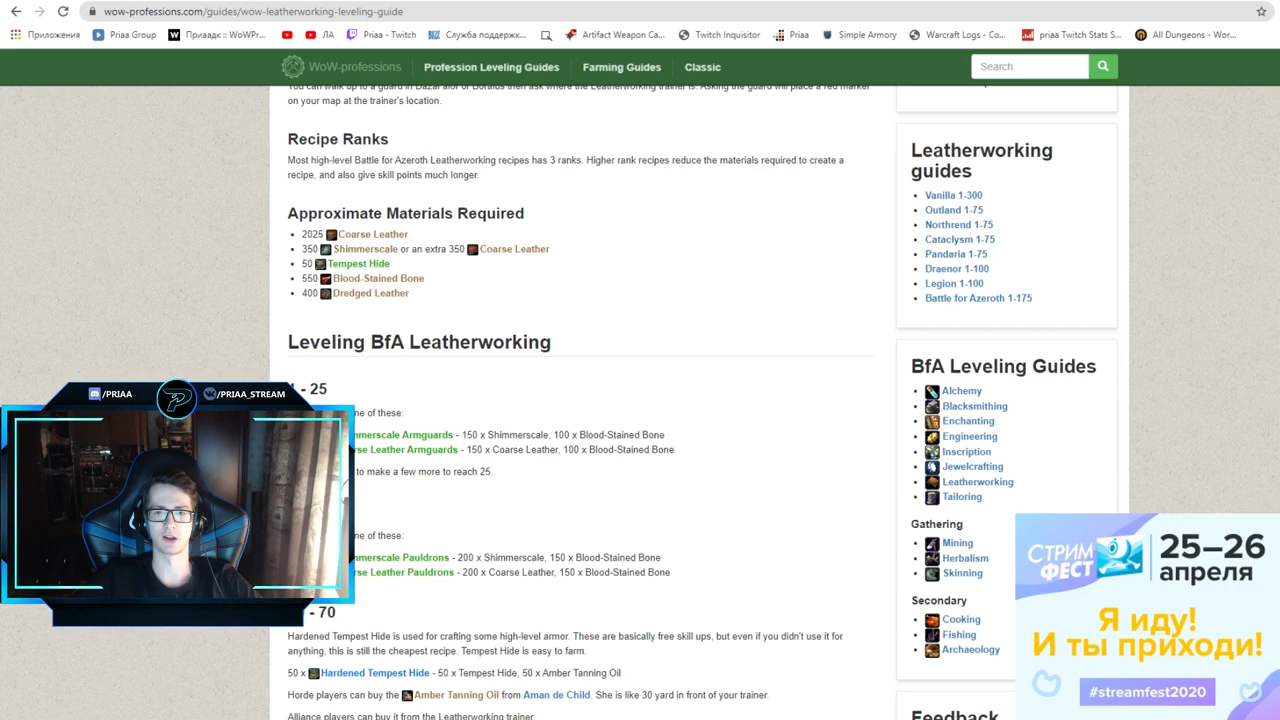 wow-professions.com/guides/wow-leatherworking-leveling-guide
Приложения Priaa Group Приаадк :: WoWPr... ЛА Priaa - Twitch Служба поддержк... Artifact Weapon Ca... Twitch Inquisitor Priaa Simple Armory Warcraft Logs - Co... priaa Twitch Stats S... All Dungeons - Wor...
WoW-professions Profession Leveling Guides Farming Guides Classic Search
on your map at the trainer's location.
Recipe Ranks
Most high-level Battle for Azeroth Leatherworking recipes has 3 ranks. Higher rank recipes reduce the materials required to create a
recipe, and also give skill points much longer.
Approximate Materials Required
2025 Coarse Leather
350 Shimmerscale or an extra 350 Coarse Leather
50 Tempest Hide
550 Blood-Stained Bone
400 Dredged Leather
Leveling BfA Leatherworking
- 25
ne of these:
mmerscale Armguards - 150 x Shimmerscale, 100 x Blood-Stained Bone
rse Leather Armguards - 150 x Coarse Leather, 100 x Blood-Stained Bone
to make a few more to reach 25.
ne of these:
mmerscale Pauldrons - 200 x Shimmerscale, 150 x Blood-Stained Bone
rse Leather Pauldrons - 200 x Coarse Leather, 150 x Blood-Stained Bone
- 70
Hardened Tempest Hide is used for crafting some high-level armor. These are basically free skill ups, but even if you didn't use it for
anything, this is still the cheapest recipe. Tempest Hide is easy to farm.
50 x Hardened Tempest Hide - 50 x Tempest Hide, 50 x Amber Tanning Oil
Horde players can buy the Amber Tanning Oil from Aman de Child. She is like 30 yard in front of your trainer.
Alliance players can buy it from the Leatherworking trainer.
Leatherworking
guides
Vanilla 1-300
Outland 1-75
Northrend 1-75
Cataclysm 1-75
Pandaria 1-75
Draenor 1-100
Legion 1-100
Battle for Azeroth 1-175
BfA Leveling Guides
Alchemy
Blacksmithing
Enchanting
Engineering
Inscription
Jewelcrafting
Leatherworking
Tailoring
Gathering
Mining
Herbalism
Skinning
Secondary
Cooking
Fishing
Archaeology
Feedback
/PRIAA
/PRIAA_STREAM
СТРИМ
ФЕСТ
25–26
апреля
Я иду!
И ты приходи!
#streamfest2020